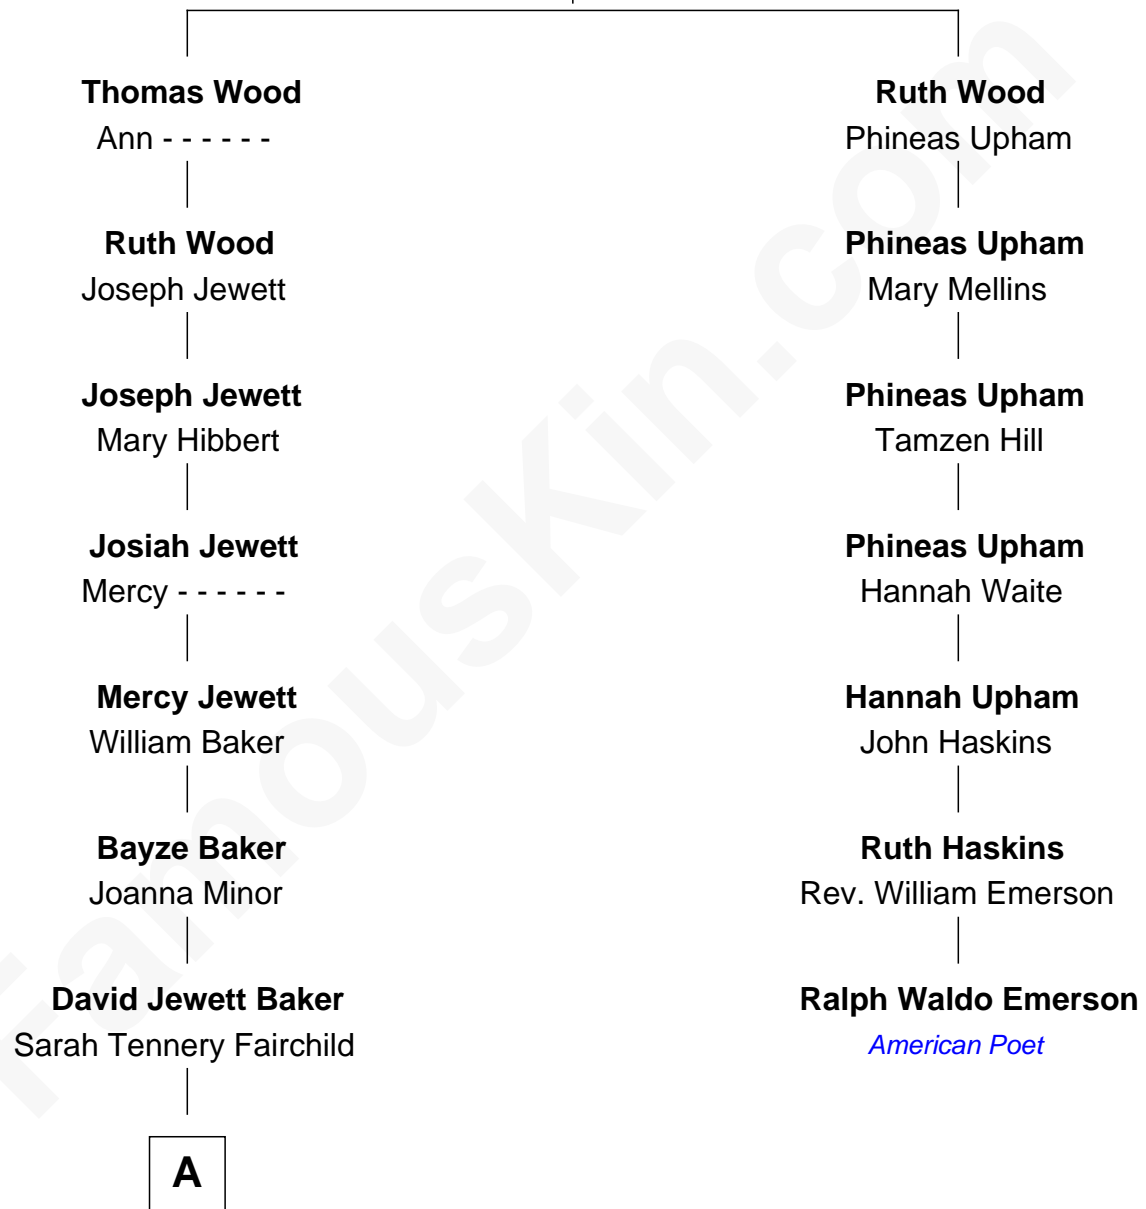 Thomas Wood
Ann - - - - - -
Ruth Wood
Joseph Jewett
Joseph Jewett
Mary Hibbert
Josiah Jewett
Mercy - - - - - -
Mercy Jewett
William Baker
Bayze Baker
Joanna Minor
David Jewett Baker
Sarah Tennery Fairchild
A
Ruth Wood
Phineas Upham
Phineas Upham
Mary Mellins
Phineas Upham
Tamzen Hill
Phineas Upham
Hannah Waite
Hannah Upham
John Haskins
Ruth Haskins
Rev. William Emerson
Ralph Waldo Emerson
American Poet
FamousKin.com